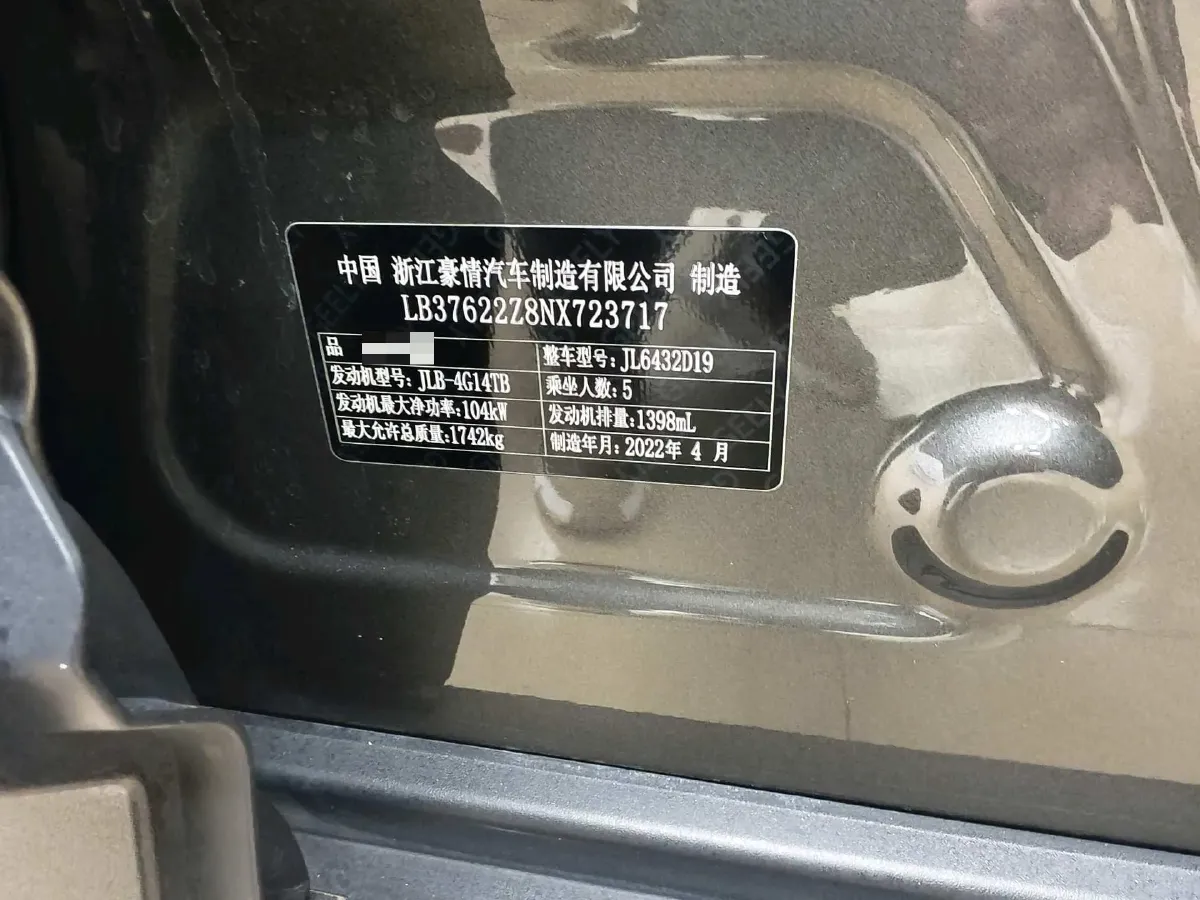 中国 浙江豪情汽车制造有限公司 制造
LB37622Z8NX723717
品
整车型号:JL6432D19
发动机型号: JLB-4G14TB
乘坐人数: 5
发动机最大净功率:104kW
发动机排量:1398mL
最大允许总质量:1742kg
制造年月: 2022年 4 月